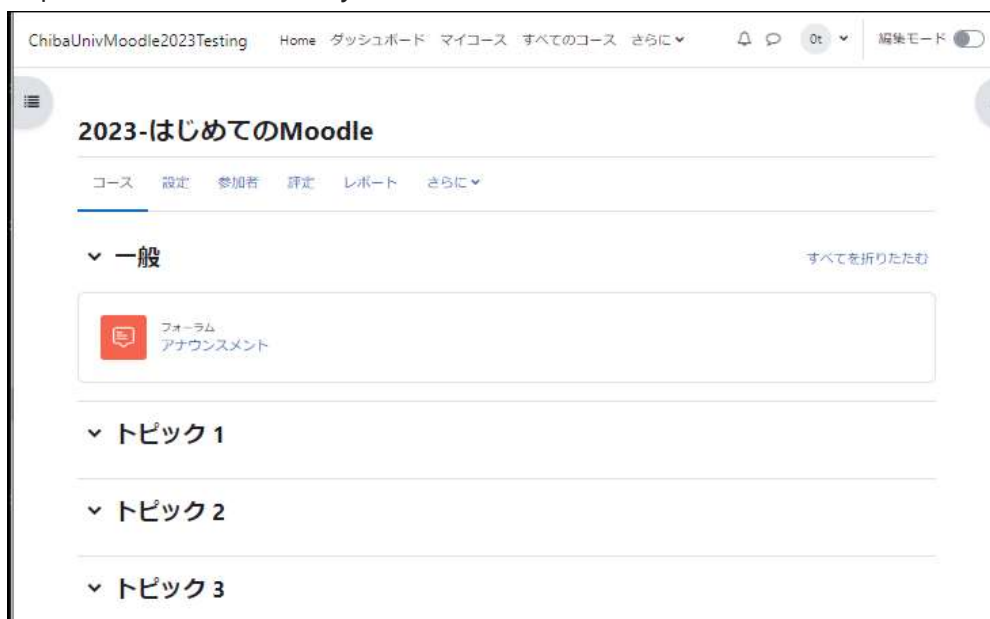 ChibaUnivMoodle2023Testing Home ダッシュボード マイコース すべてのコース さらに 0t 編集モード
2023-はじめてのMoodle
コース 設定 参加者 評定 レポート さらに
一般 すべてを折りたたむ
フォーラム
アナウンスメント
トピック 1
トピック 2
トピック 3